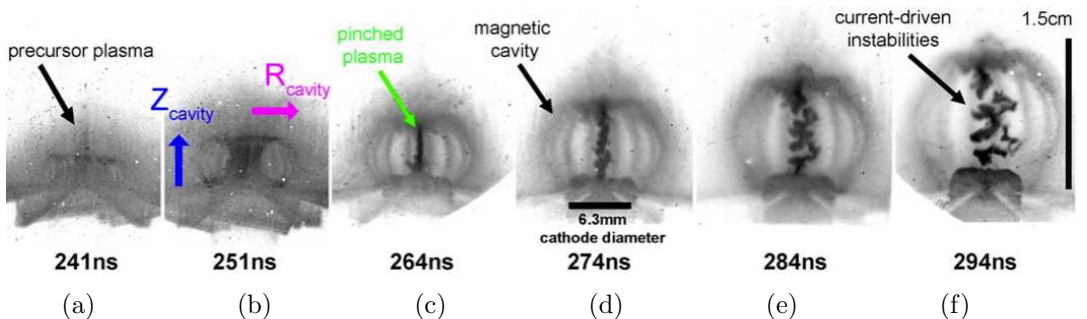 precursor plasma
Z cavity
R cavity
pinched plasma
magnetic cavity
6.3mm
cathode diameter
current-driven instabilities
1.5cm
241ns
251ns
264ns
274ns
284ns
294ns
(a)
(b)
(c)
(d)
(e)
(f)